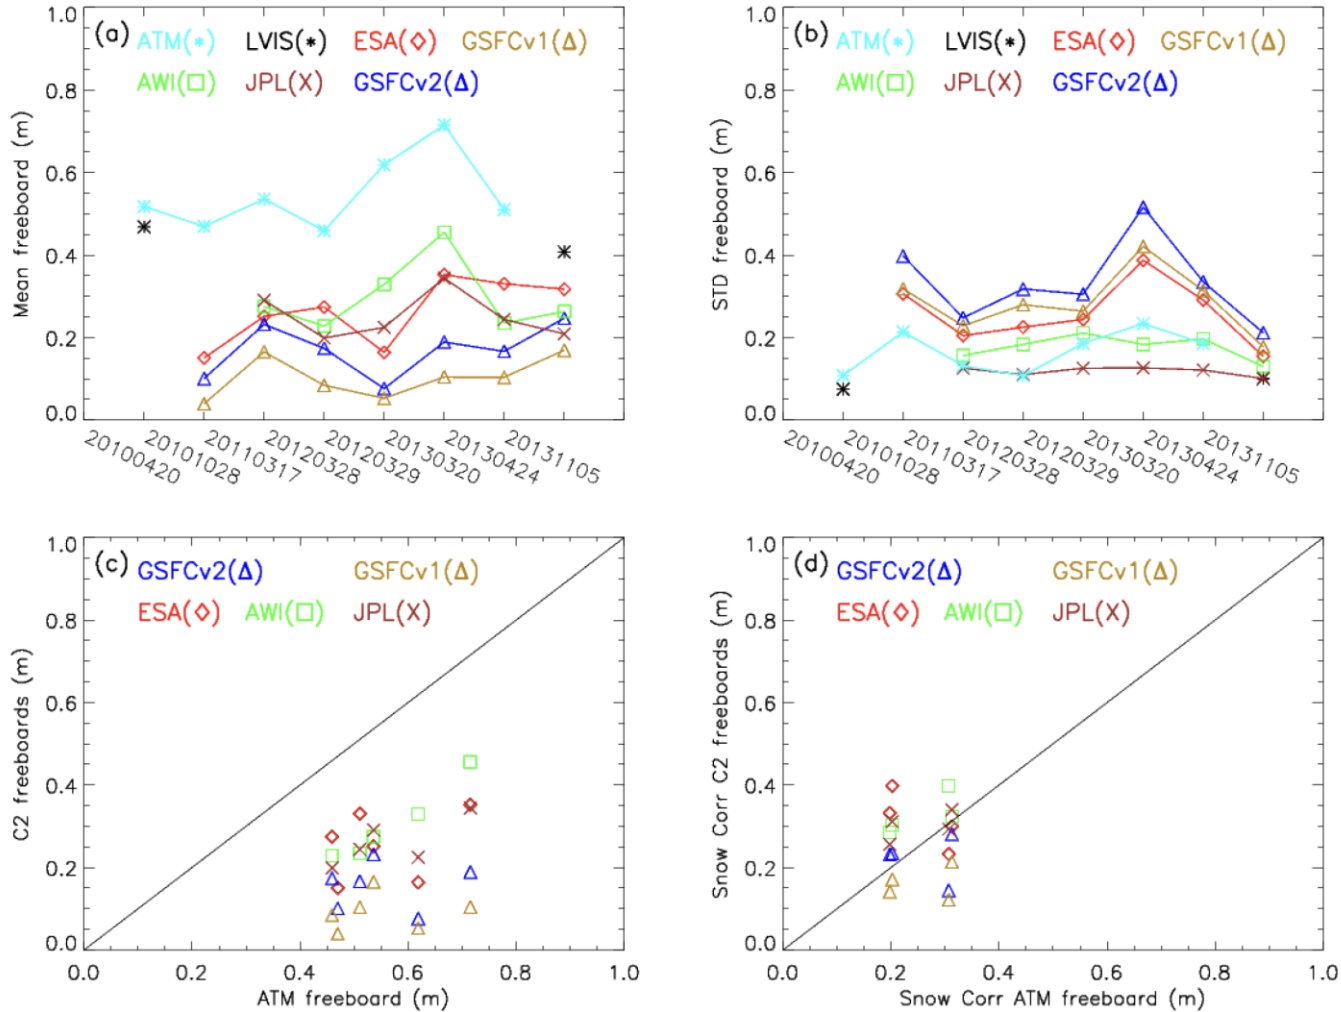 (a) ATM(*) LVIS(*) ESA(◇) GSFCv1(Δ)
AWI(□) JPL(X) GSFCv2(Δ)
Mean freeboard (m)
1.0
0.8
0.6
0.4
0.2
0.0
20100420 20101028 20110317 20120328 20120329 20130320 20130424 20131105
(b) ATM(*) LVIS(*) ESA(◇) GSFCv1(Δ)
AWI(□) JPL(X) GSFCv2(Δ)
STD freeboard (m)
1.0
0.8
0.6
0.4
0.2
0.0
20100420 20101028 20110317 20120328 20120329 20130320 20130424 20131105
(c) GSFCv2(Δ) GSFCv1(Δ)
ESA(◇) AWI(□) JPL(X)
C2 freeboards (m)
1.0
0.8
0.6
0.4
0.2
0.0
0.0 0.2 0.4 0.6 0.8 1.0
ATM freeboard (m)
(d) GSFCv2(Δ) GSFCv1(Δ)
ESA(◇) AWI(□) JPL(X)
Snow Corr C2 freeboards (m)
1.0
0.8
0.6
0.4
0.2
0.0
0.0 0.2 0.4 0.6 0.8 1.0
Snow Corr ATM freeboard (m)